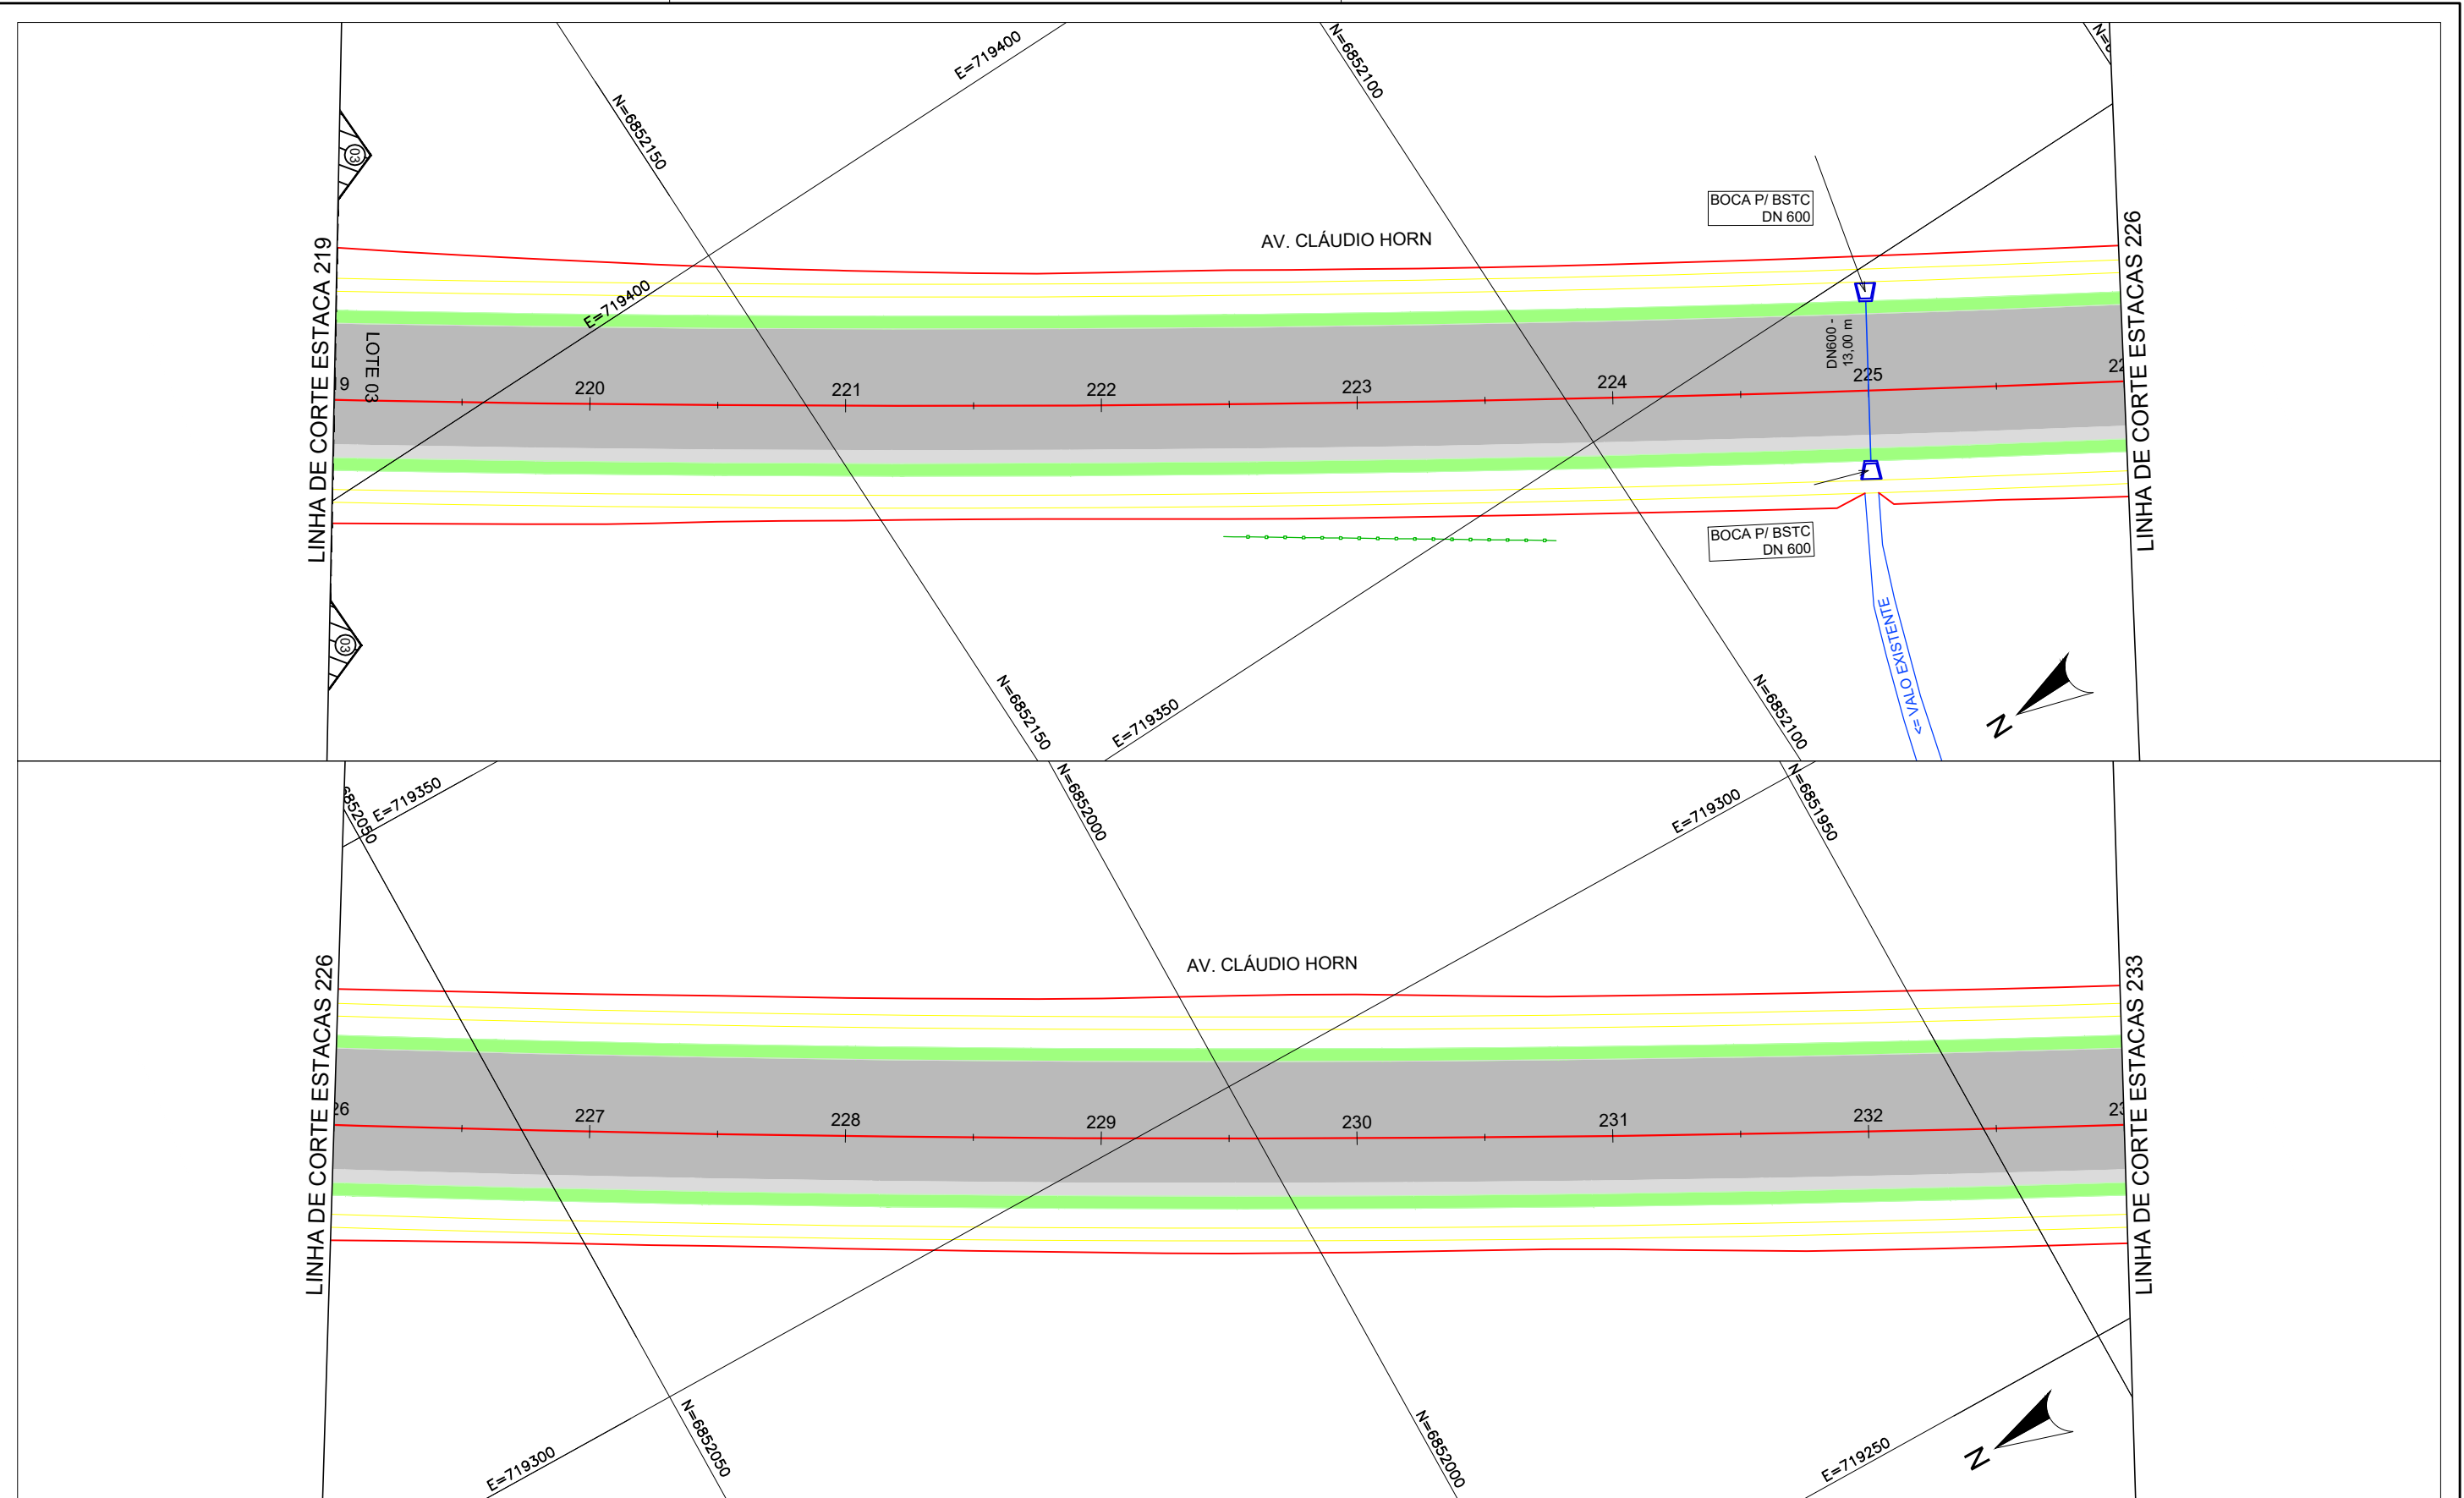 E=719400
N=6852100
N=6852150
03
BOCA P/ BSTC
DN 600
AV. CLÁUDIO HORN
LINHA DE CORTE ESTACA 219
LINHA DE CORTE ESTACAS 226
E=719400
LOTE 03
DN600 -
13,00 m
220
221
222
223
224
225
BOCA P/ BSTC
DN 600
03
<= VALO EXISTENTE
N=6852150
E=719350
N=6852100
N
E=719350
6852050
N=6852000
E=719300
N=6851950
AV. CLÁUDIO HORN
LINHA DE CORTE ESTACAS 226
LINHA DE CORTE ESTACAS 233
227
228
229
230
231
232
N=6852050
E=719300
N=6852000
E=719250
N